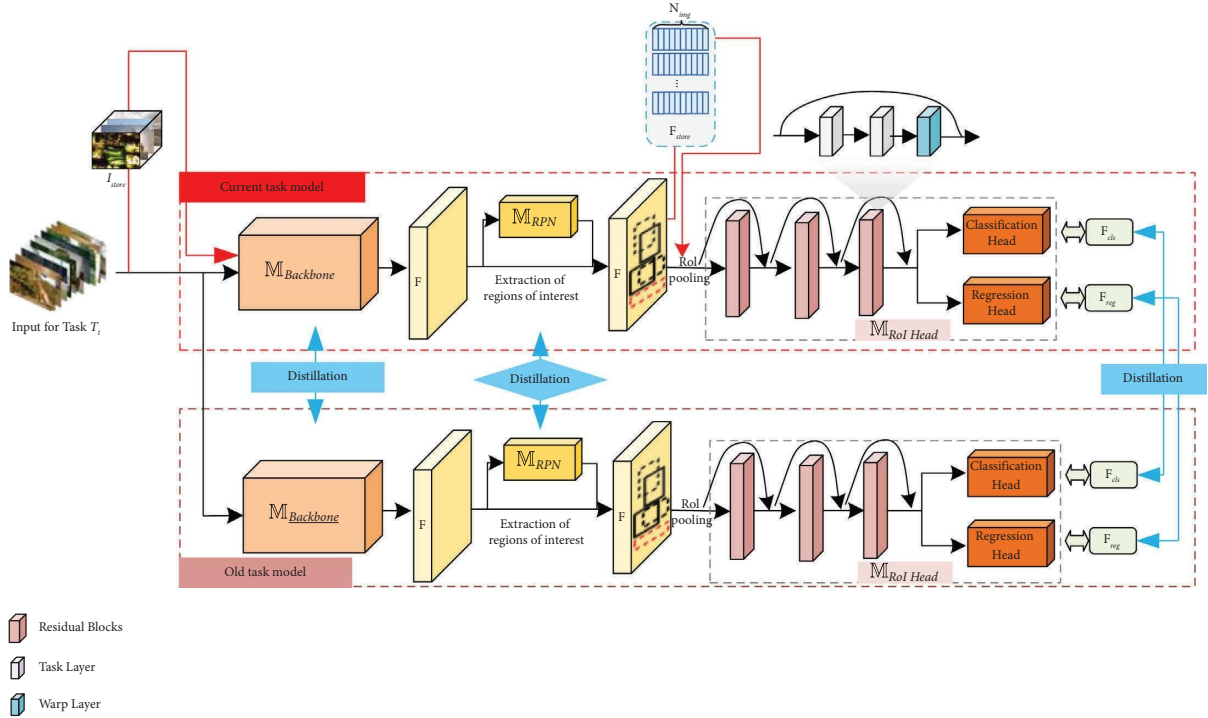 N_img
⋮
F_store
I_store
Current task model
𝕄_Backbone
F
𝕄_RPN
Extraction of
regions of interest
F
RoI
pooling
Classification
Head
Regression
Head
𝕄_RoI Head
F_cls
F_reg
Input for Task T_t
Distillation
Distillation
Distillation
𝕄_Backbone
F
𝕄_RPN
Extraction of
regions of interest
F
RoI
pooling
Classification
Head
Regression
Head
𝕄_RoI Head
F_cls
F_reg
Old task model
Residual Blocks
Task Layer
Warp Layer